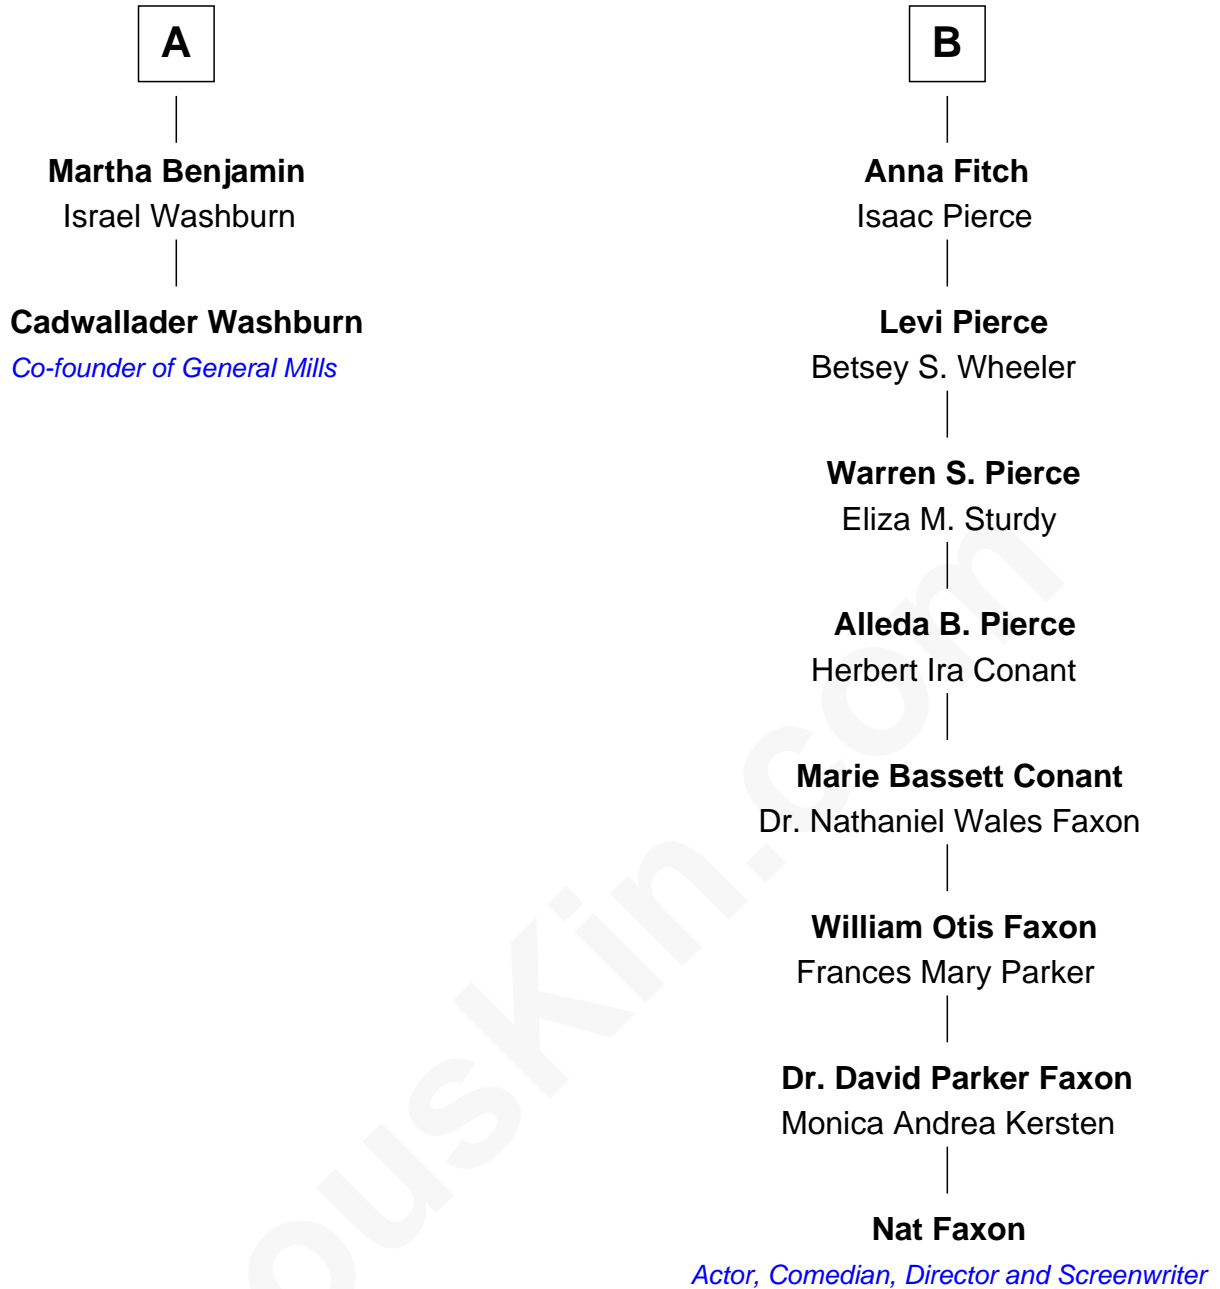 A
Martha Benjamin
Israel Washburn
Cadwallader Washburn
Co-founder of General Mills
B
Anna Fitch
Isaac Pierce
Levi Pierce
Betsey S. Wheeler
Warren S. Pierce
Eliza M. Sturdy
Alleda B. Pierce
Herbert Ira Conant
Marie Bassett Conant
Dr. Nathaniel Wales Faxon
William Otis Faxon
Frances Mary Parker
Dr. David Parker Faxon
Monica Andrea Kersten
Nat Faxon
Actor, Comedian, Director and Screenwriter
ousKin.com